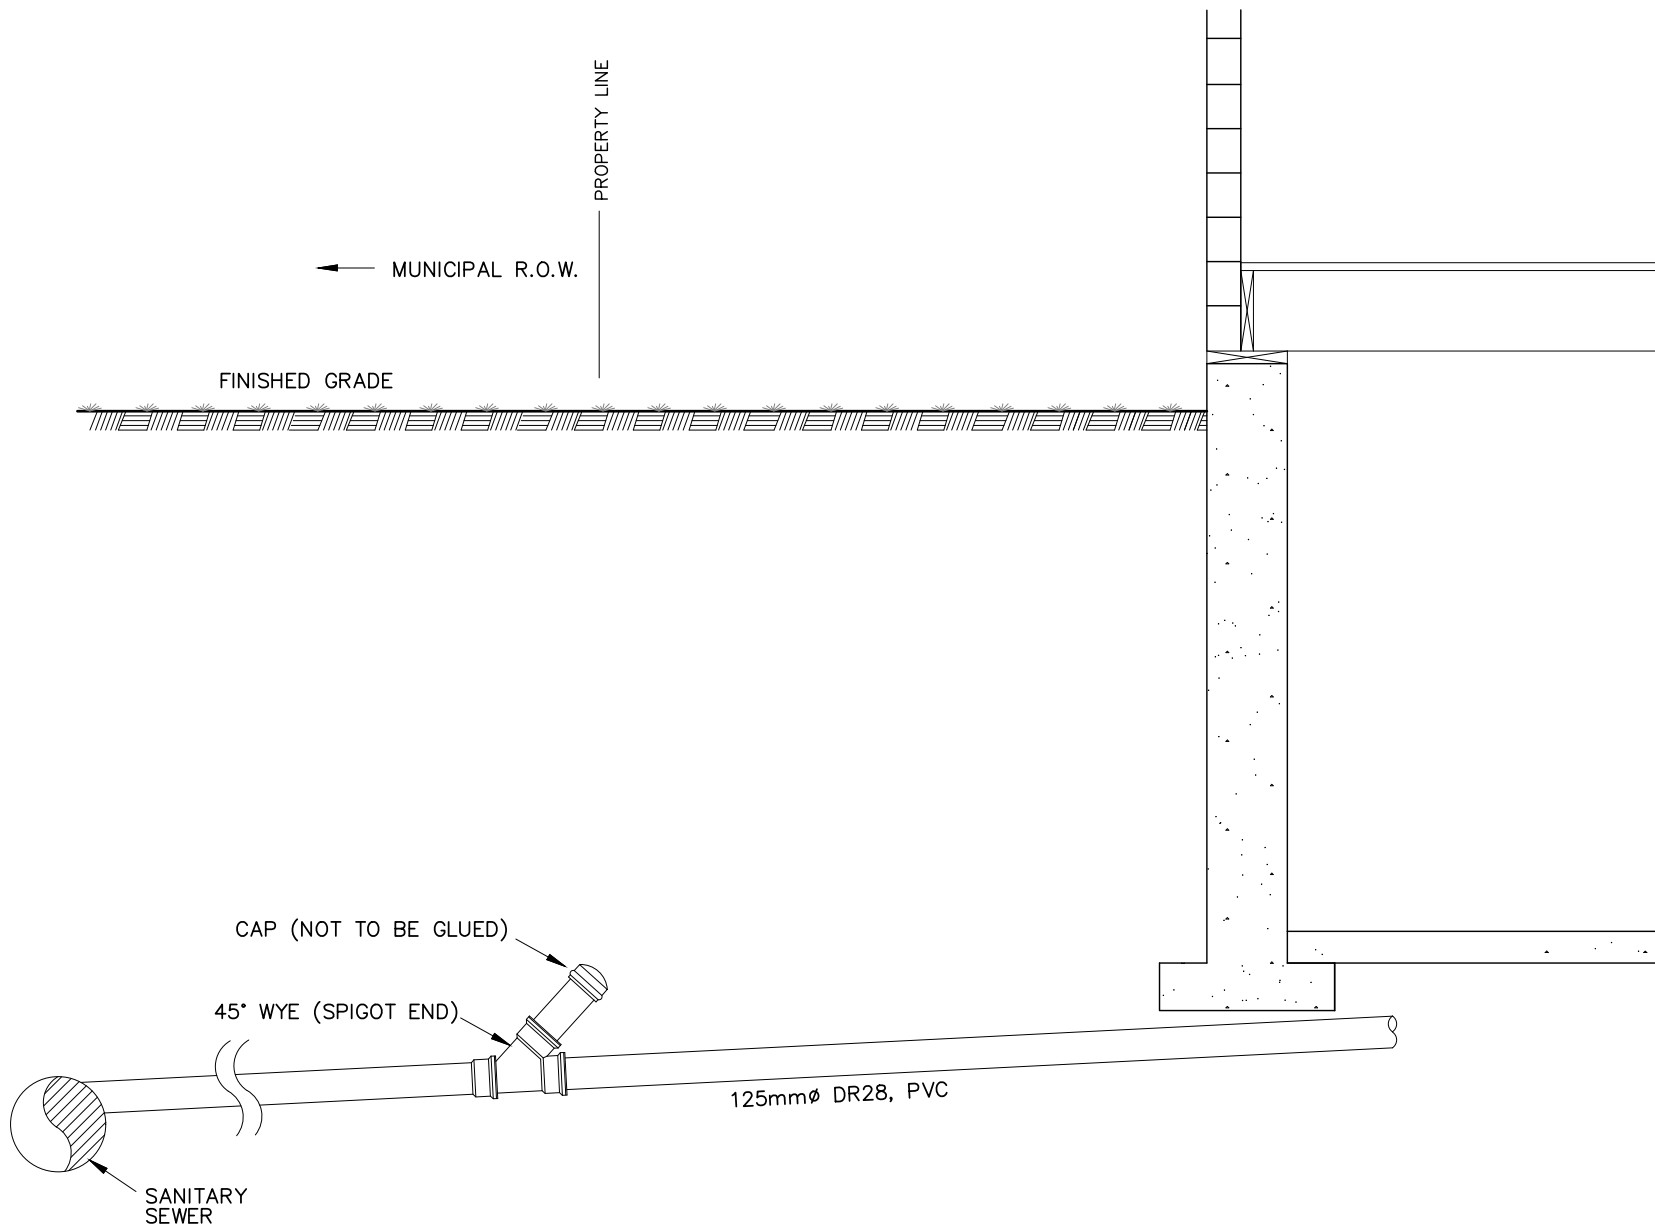 PROPERTY LINE
MUNICIPAL R.O.W.
FINISHED GRADE
CAP (NOT TO BE GLUED)
45° WYE (SPIGOT END)
125mmø DR28, PVC
SANITARY
SEWER